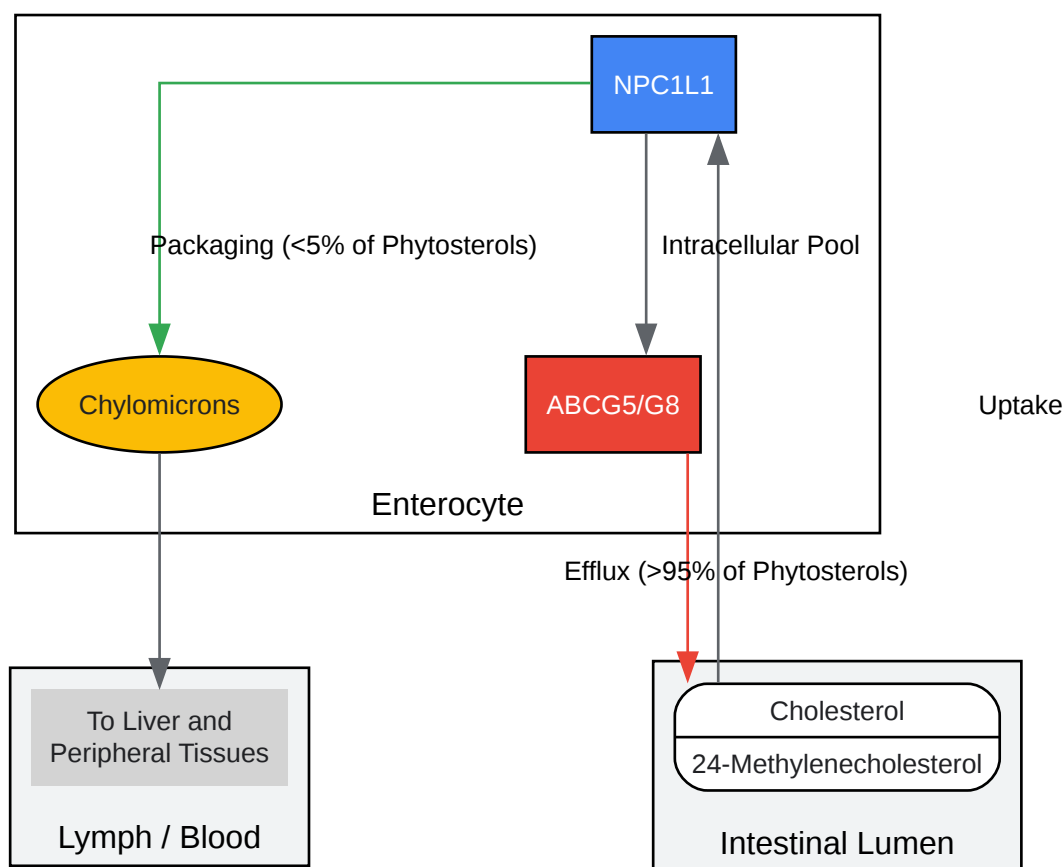 NPC1L1
Packaging (<5% of Phytosterols)
Intracellular Pool
Chylomicrons
ABCG5/G8
Uptake
Enterocyte
Efflux (>95% of Phytosterols)
To Liver and
Peripheral Tissues
Lymph / Blood
Cholesterol
24-Methylenecholesterol
Intestinal Lumen